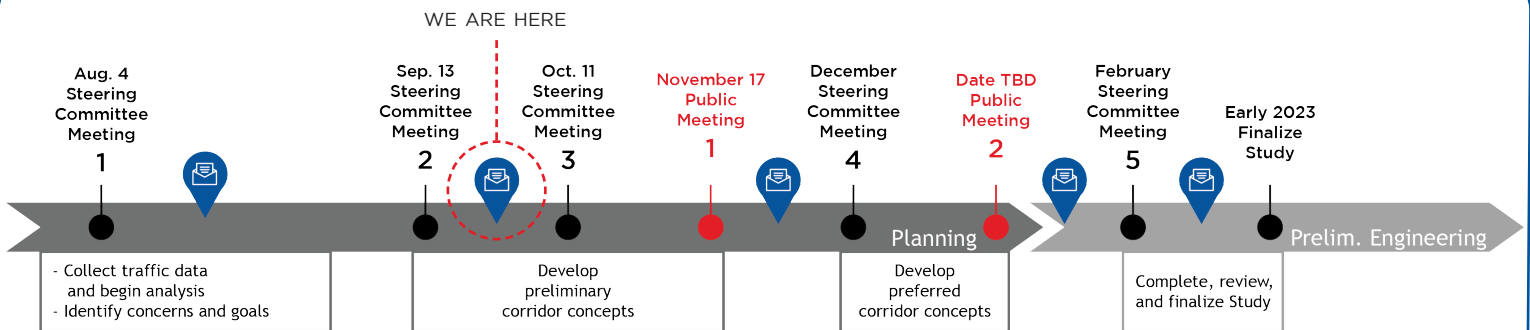 WE ARE HERE
Aug. 4
Steering
Committee
Meeting
1
Sep. 13
Steering
Committee
Meeting
2
Oct. 11
Steering
Committee
Meeting
3
November 17
Public
Meeting
1
December
Steering
Committee
Meeting
4
Date TBD
Public
Meeting
2
February
Steering
Committee
Meeting
5
Early 2023
Finalize
Study
Planning
Prelim. Engineering
- Collect traffic data
and begin analysis
- Identify concerns and goals
Develop
preliminary
corridor concepts
Develop
preferred
corridor concepts
Complete, review,
and finalize Study